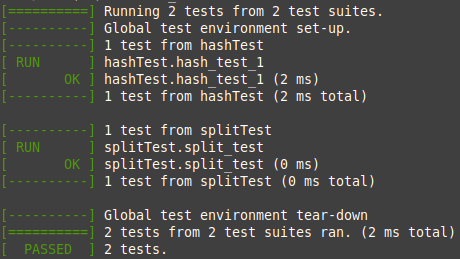 [==========] Running 2 tests from 2 test suites.
[----------] Global test environment set-up.
[----------] 1 test from hashTest
[ RUN      ] hashTest.hash_test_1
[       OK ] hashTest.hash_test_1 (2 ms)
[----------] 1 test from hashTest (2 ms total)

[----------] 1 test from splitTest
[ RUN      ] splitTest.split_test
[       OK ] splitTest.split_test (0 ms)
[----------] 1 test from splitTest (0 ms total)

[----------] Global test environment tear-down
[==========] 2 tests from 2 test suites ran. (2 ms total)
[  PASSED  ] 2 tests.